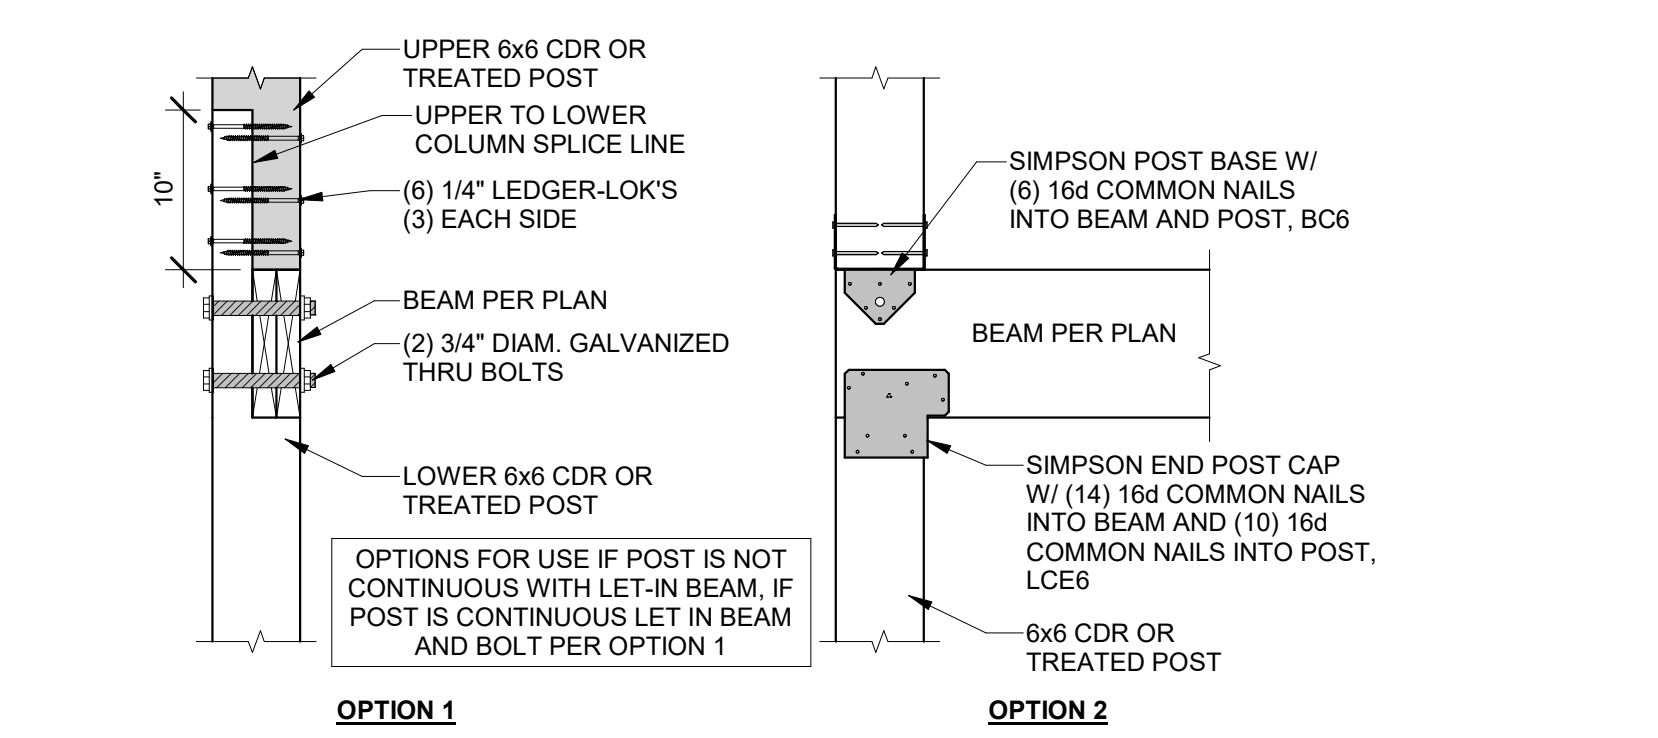 UPPER 6x6 CDR OR
TREATED POST
UPPER TO LOWER
COLUMN SPLICE LINE
10"
(6) 1/4" LEDGER-LOK'S
(3) EACH SIDE
BEAM PER PLAN
(2) 3/4" DIAM. GALVANIZED
THRU BOLTS
LOWER 6x6 CDR OR
TREATED POST
OPTIONS FOR USE IF POST IS NOT
CONTINUOUS WITH LET-IN BEAM, IF
POST IS CONTINUOUS LET IN BEAM
AND BOLT PER OPTION 1
OPTION 1
SIMPSON POST BASE W/
(6) 16d COMMON NAILS
INTO BEAM AND POST, BC6
BEAM PER PLAN
SIMPSON END POST CAP
W/ (14) 16d COMMON NAILS
INTO BEAM AND (10) 16d
COMMON NAILS INTO POST,
LCE6
6x6 CDR OR
TREATED POST
OPTION 2